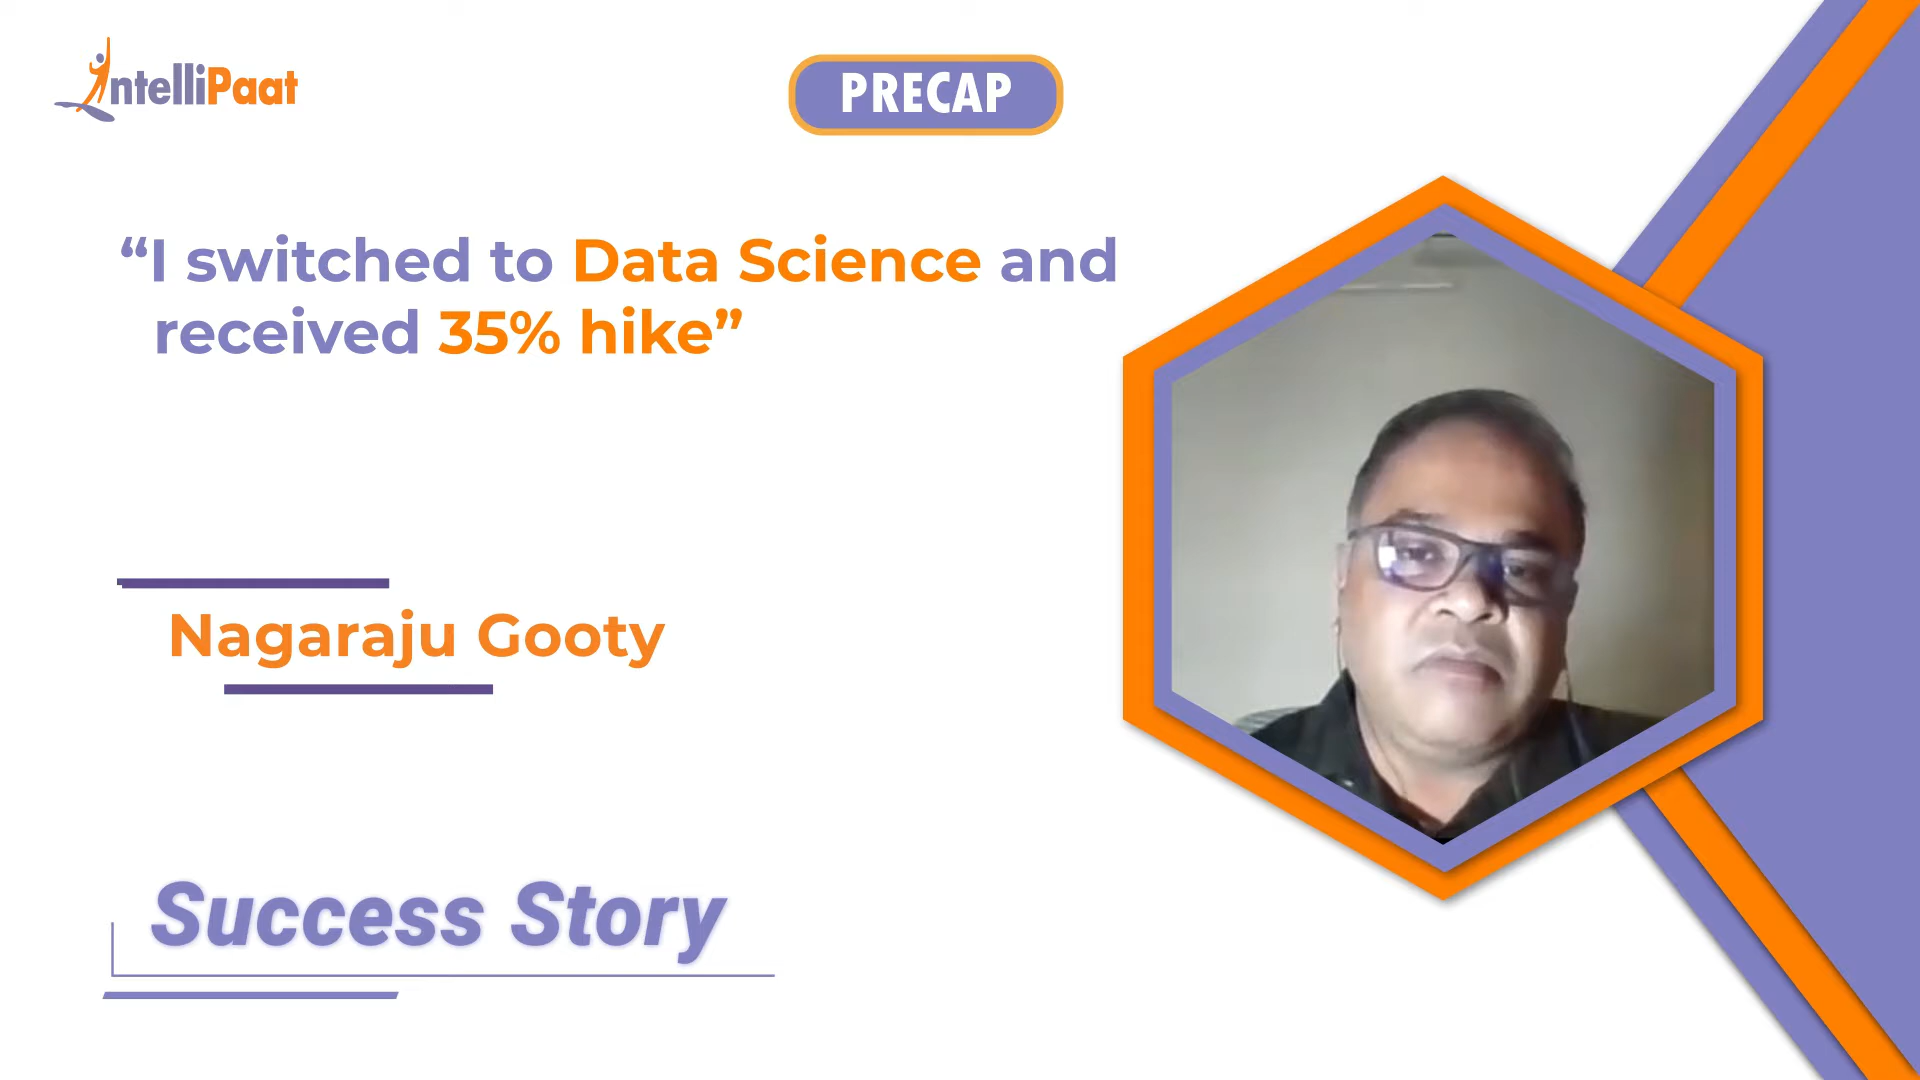 IntelliPaat
PRECAP
“I switched to Data Science and
received 35% hike”
Nagaraju Gooty
Success Story